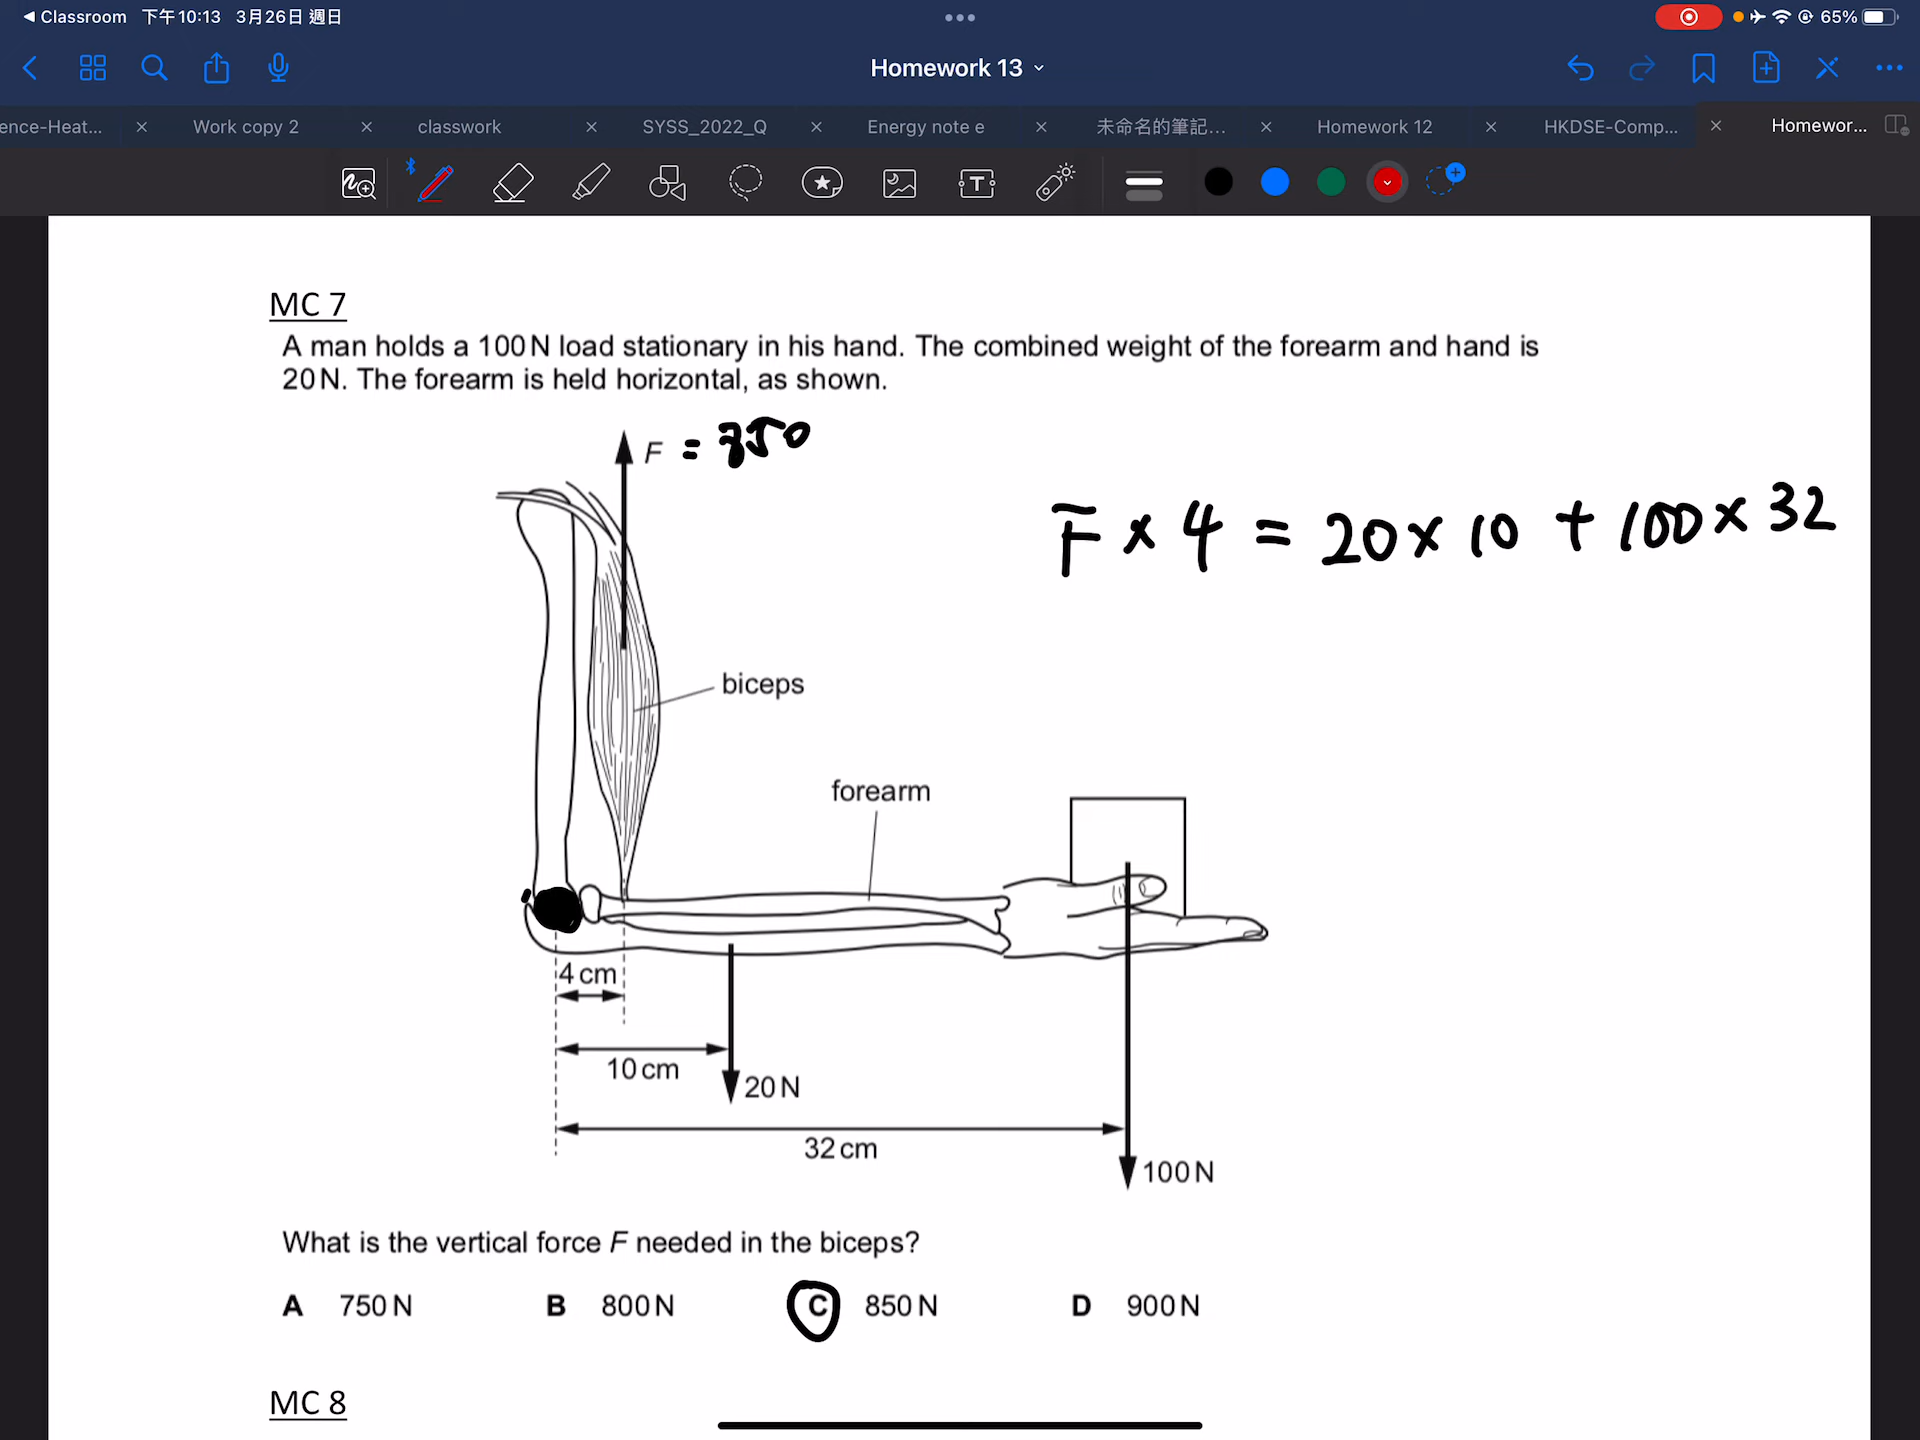 ◀ Classroom 下午10:13 3月26日 週日 65%
Homework 13
ence-Heat... Work copy 2 classwork SYSS_2022_Q Energy note e 未命名的筆記... Homework 12 HKDSE-Comp... Homewor...
MC 7
A man holds a 100 N load stationary in his hand. The combined weight of the forearm and hand is
20 N. The forearm is held horizontal, as shown.
F = 850
F × 4 = 20 × 10 + 100 × 32
biceps
forearm
4 cm
10 cm
20 N
32 cm
100 N
What is the vertical force F needed in the biceps?
A 750 N B 800 N C 850 N D 900 N
MC 8